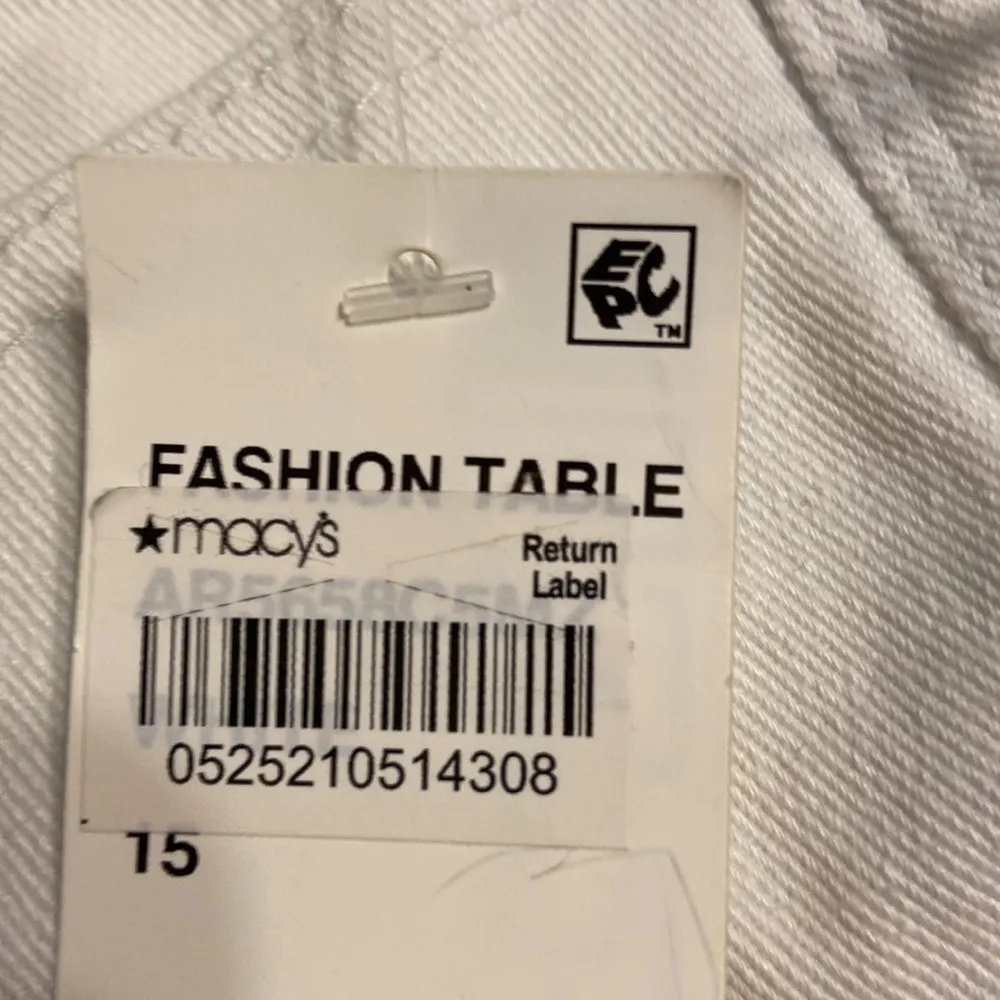 EPC
TM
FASHION TABLE
★macy's
Return
Label
0525210514308
15